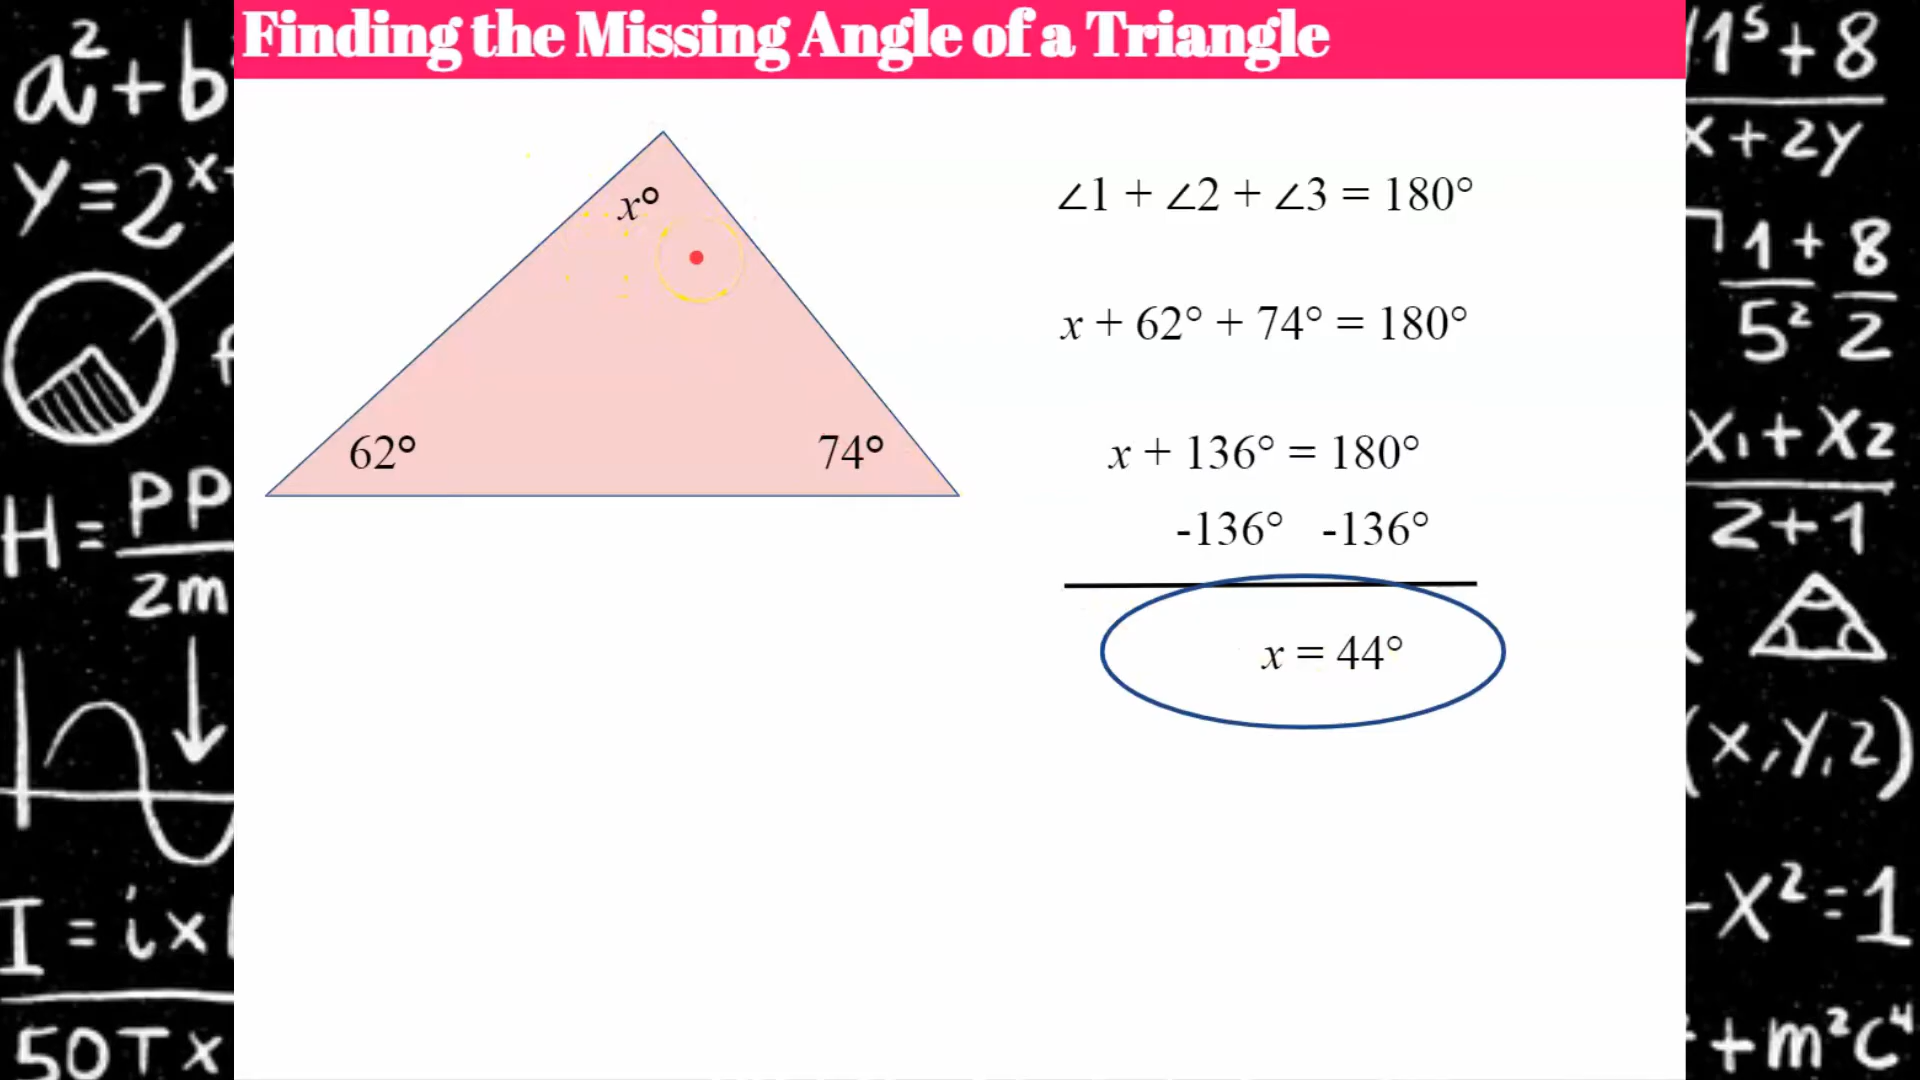 Finding the Missing Angle of a Triangle
x°
62°
74°
∠1 + ∠2 + ∠3 = 180°
x + 62° + 74° = 180°
x + 136° = 180°
-136° -136°
x = 44°
a² + b
y = 2ˣ
H = pp
2m
I = ix
50Tx
1⁵ + 8
x + 2y
1 + 8
5² 2
x₁ + x₂
2 + 1
(x, y, z)
-x² = 1
+ m²c⁴